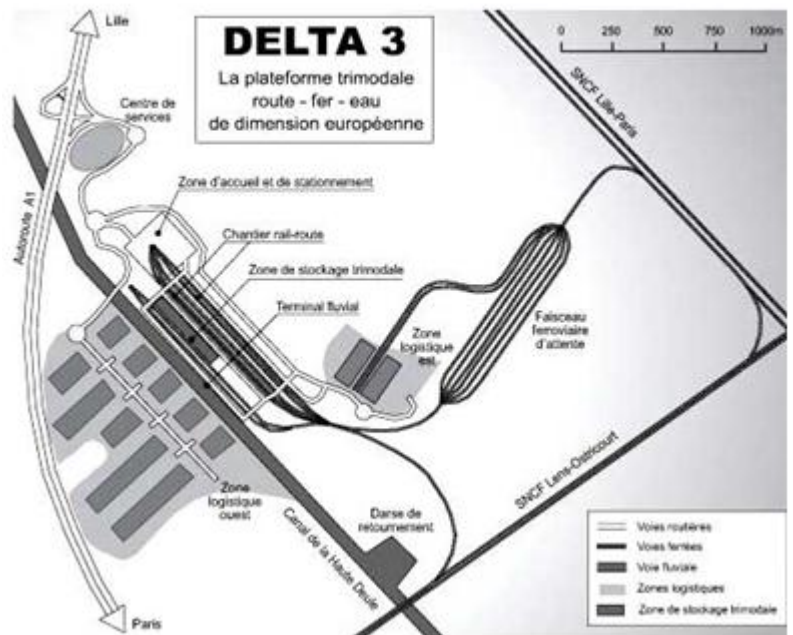 Lille
DELTA 3
La plateforme trimodale
route - fer - eau
de dimension européenne
0 250 500 750 1000m
SNCF Lille-Paris
Centre de
services
Autoroute A1
Zone d'accueil et de stationnement
Chantier rail-route
Zone de stockage trimodale
Terminal fluvial
Zone
logistique
est
Faisceau
ferroviaire
d'attente
Zone
logistique
ouest
Canal de la Haute Deule
Darse de
retournement
SNCF Lens-Ostricourt
Paris
Voies routières
Voies ferrées
Voie fluviale
Zones logistiques
Zone de stockage trimodale